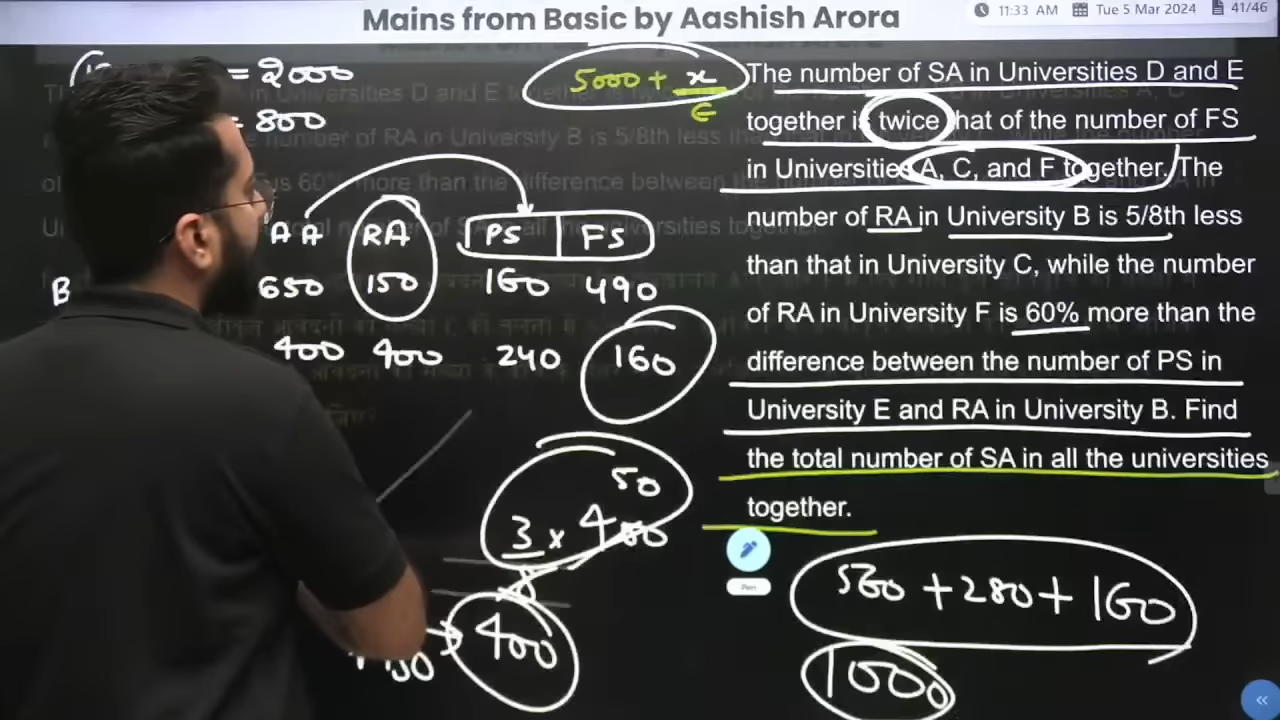 Mains from Basic by Aashish Arora
11:33 AM Tue 5 Mar 2024 41/46
= 2000
= 800
5000 + x/E
AA RA PS FS
B 650 150 160 490
400 400 240 160
50
3/8 × 400
400
The number of SA in Universities D and E
together is twice that of the number of FS
in Universities A, C, and F together. The
number of RA in University B is 5/8th less
than that in University C, while the number
of RA in University F is 60% more than the
difference between the number of PS in
University E and RA in University B. Find
the total number of SA in all the universities
together.
Pen
560 + 280 + 160
1000
«